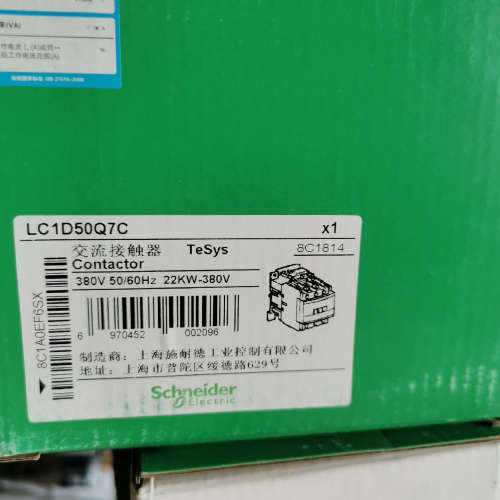 率(VA)
LC1D50Q7C x1
交流接触器 TeSys 8C1814
Contactor
380V 50/60Hz 22KW-380V
6 970452 002096
制造商: 上海施耐德工业控制有限公司
地址: 上海市普陀区绥德路629号
Schneider
Electric
8C1A0EF6SX